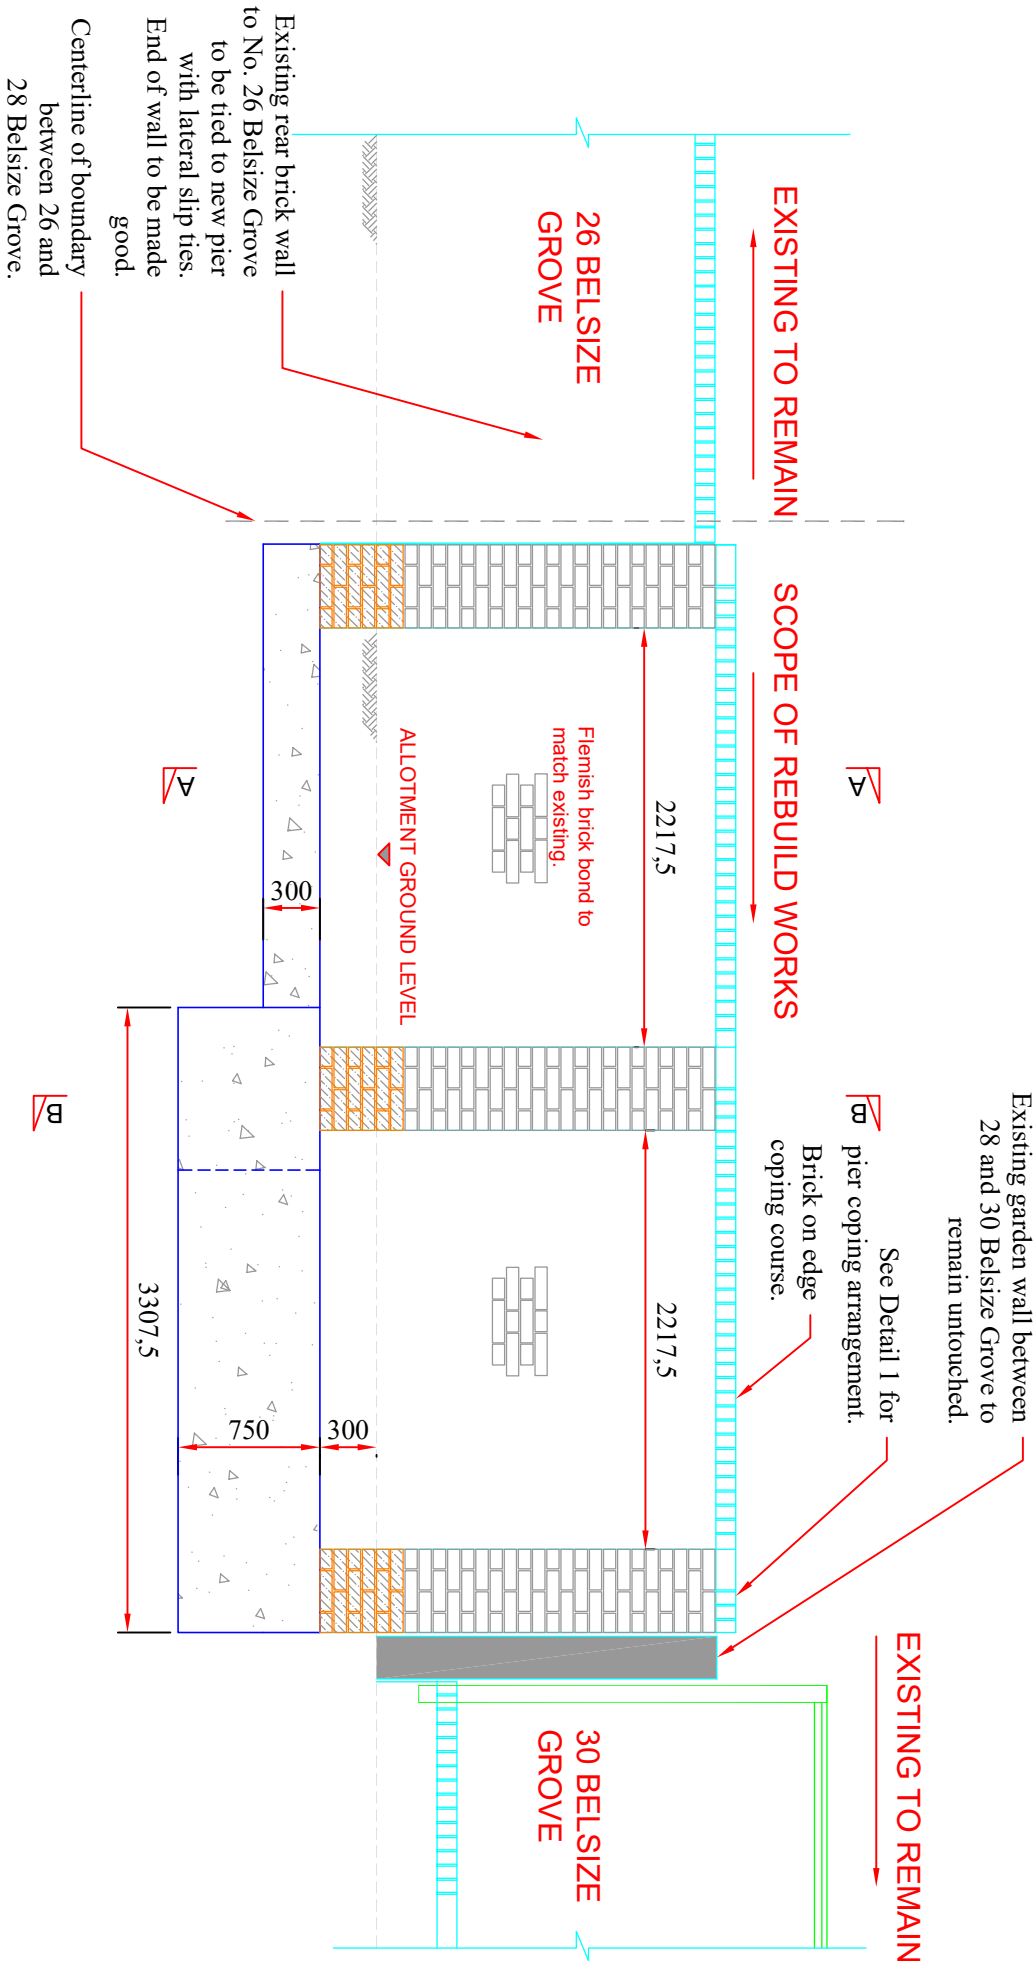 Existing garden wall between
28 and 30 Belsize Grove to
remain untouched.
EXISTING TO REMAIN
See Detail 1 for
pier coping arrangement.
Brick on edge
coping course.
EXISTING TO REMAIN
SCOPE OF REBUILD WORKS
A
B
26 BELSIZE
GROVE
30 BELSIZE
GROVE
2217,5
2217,5
Flemish brick bond to
match existing.
ALLOTMENT GROUND LEVEL
300
300
750
3307,5
A
B
Existing rear brick wall
to No. 26 Belsize Grove
to be tied to new pier
with lateral slip ties.
End of wall to be made
good.
Centerline of boundary
between 26 and
28 Belsize Grove.